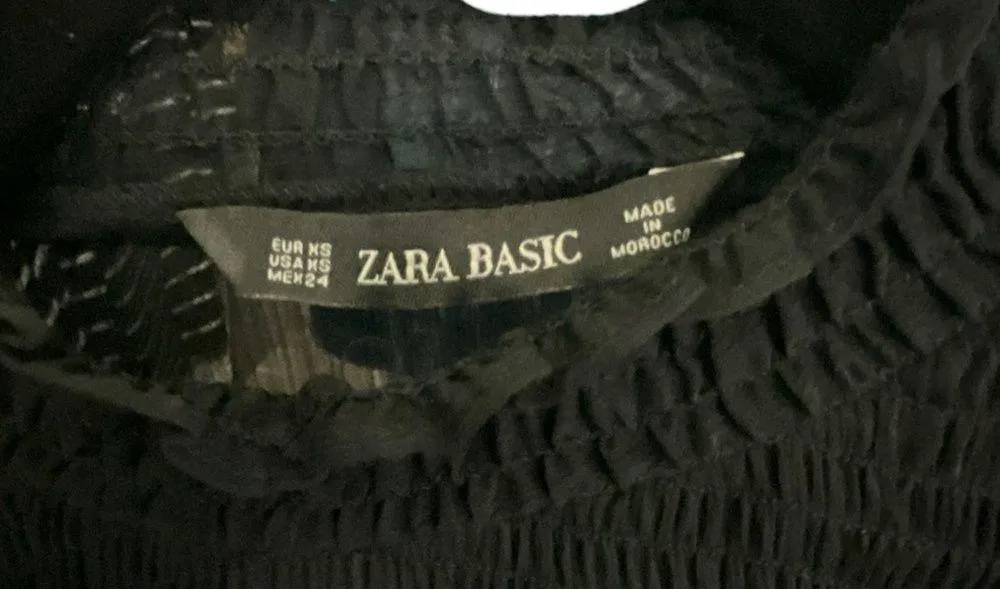 EUR XS
USA XS
MEX 24
ZARA BASIC
MADE
IN
MOROCCO